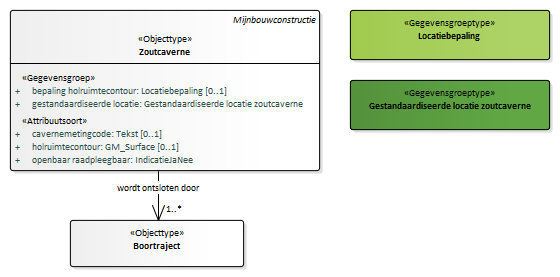 Mijnbouwconstructie
«Objecttype»
Zoutcaverne
«Gegevensgroep»
+ bepaling holruimtecontour: Locatiebepaling [0..1]
+ gestandaardiseerde locatie: Gestandaardiseerde locatie zoutcaverne
«Attribuutsoort»
+ cavernemetingcode: Tekst [0..1]
+ holruimtecontour: GM_Surface [0..1]
+ openbaar raadpleegbaar: IndicatieJaNee
wordt ontsloten door
1..*
«Objecttype»
Boortraject
«Gegevensgroeptype»
Locatiebepaling
«Gegevensgroeptype»
Gestandaardiseerde locatie zoutcaverne